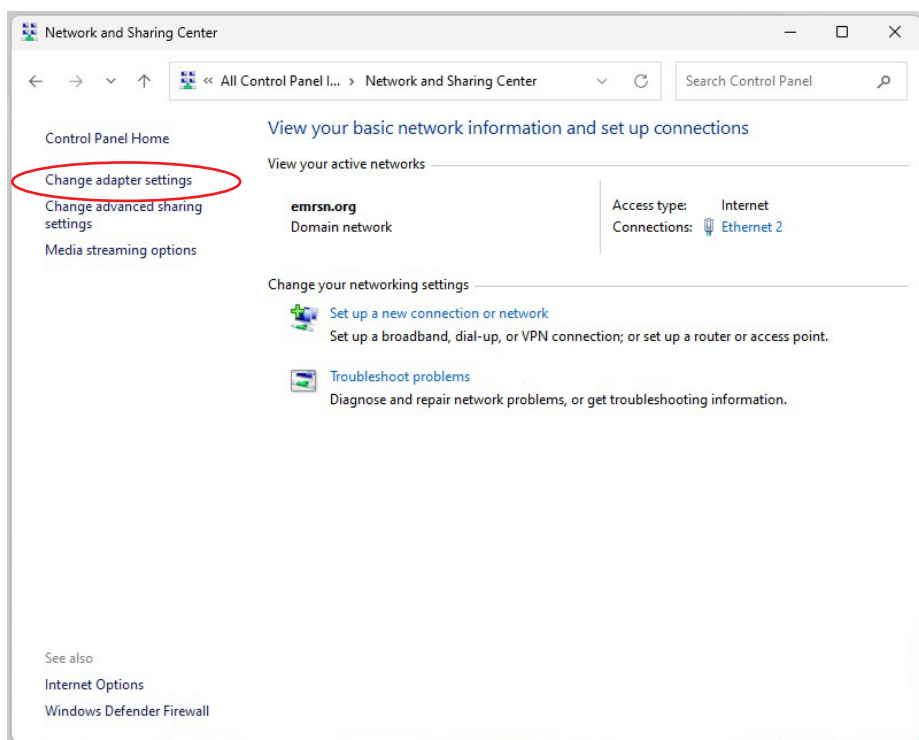 Network and Sharing Center
« All Control Panel I... › Network and Sharing Center
Search Control Panel
Control Panel Home
Change adapter settings
Change advanced sharing
settings
Media streaming options
View your basic network information and set up connections
View your active networks
emrsn.org
Domain network
Access type: Internet
Connections: Ethernet 2
Change your networking settings
Set up a new connection or network
Set up a broadband, dial-up, or VPN connection; or set up a router or access point.
Troubleshoot problems
Diagnose and repair network problems, or get troubleshooting information.
See also
Internet Options
Windows Defender Firewall